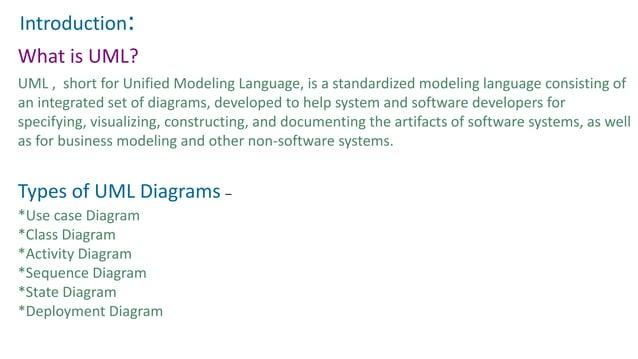 Introduction:
What is UML?
UML , short for Unified Modeling Language, is a standardized modeling language consisting of
an integrated set of diagrams, developed to help system and software developers for
specifying, visualizing, constructing, and documenting the artifacts of software systems, as well
as for business modeling and other non-software systems.
Types of UML Diagrams –
*Use case Diagram
*Class Diagram
*Activity Diagram
*Sequence Diagram
*State Diagram
*Deployment Diagram